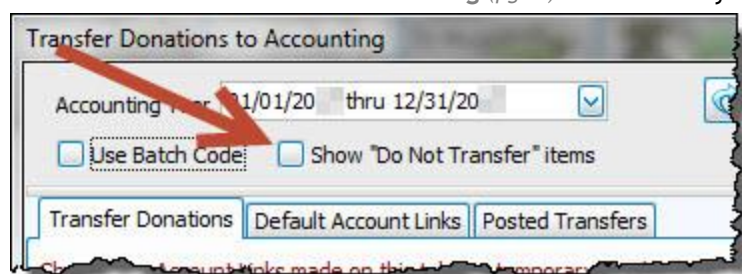 Transfer Donations to Accounting
Accounting 01/01/20 thru 12/31/20
Use Batch Code Show "Do Not Transfer" items
Transfer Donations Default Account Links Posted Transfers